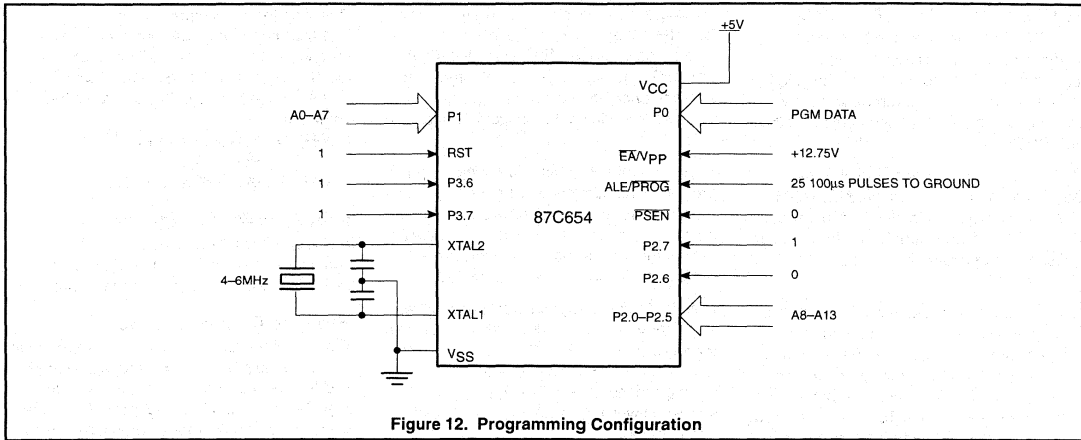 +5V
VCC
A0–A7
P1
P0
PGM DATA
1
RST
EA/VPP
+12.75V
1
P3.6
ALE/PROG
25 100µs PULSES TO GROUND
1
P3.7
87C654
PSEN
0
XTAL2
P2.7
1
4–6MHz
P2.6
0
XTAL1
P2.0–P2.5
A8–A13
VSS
Figure 12. Programming Configuration